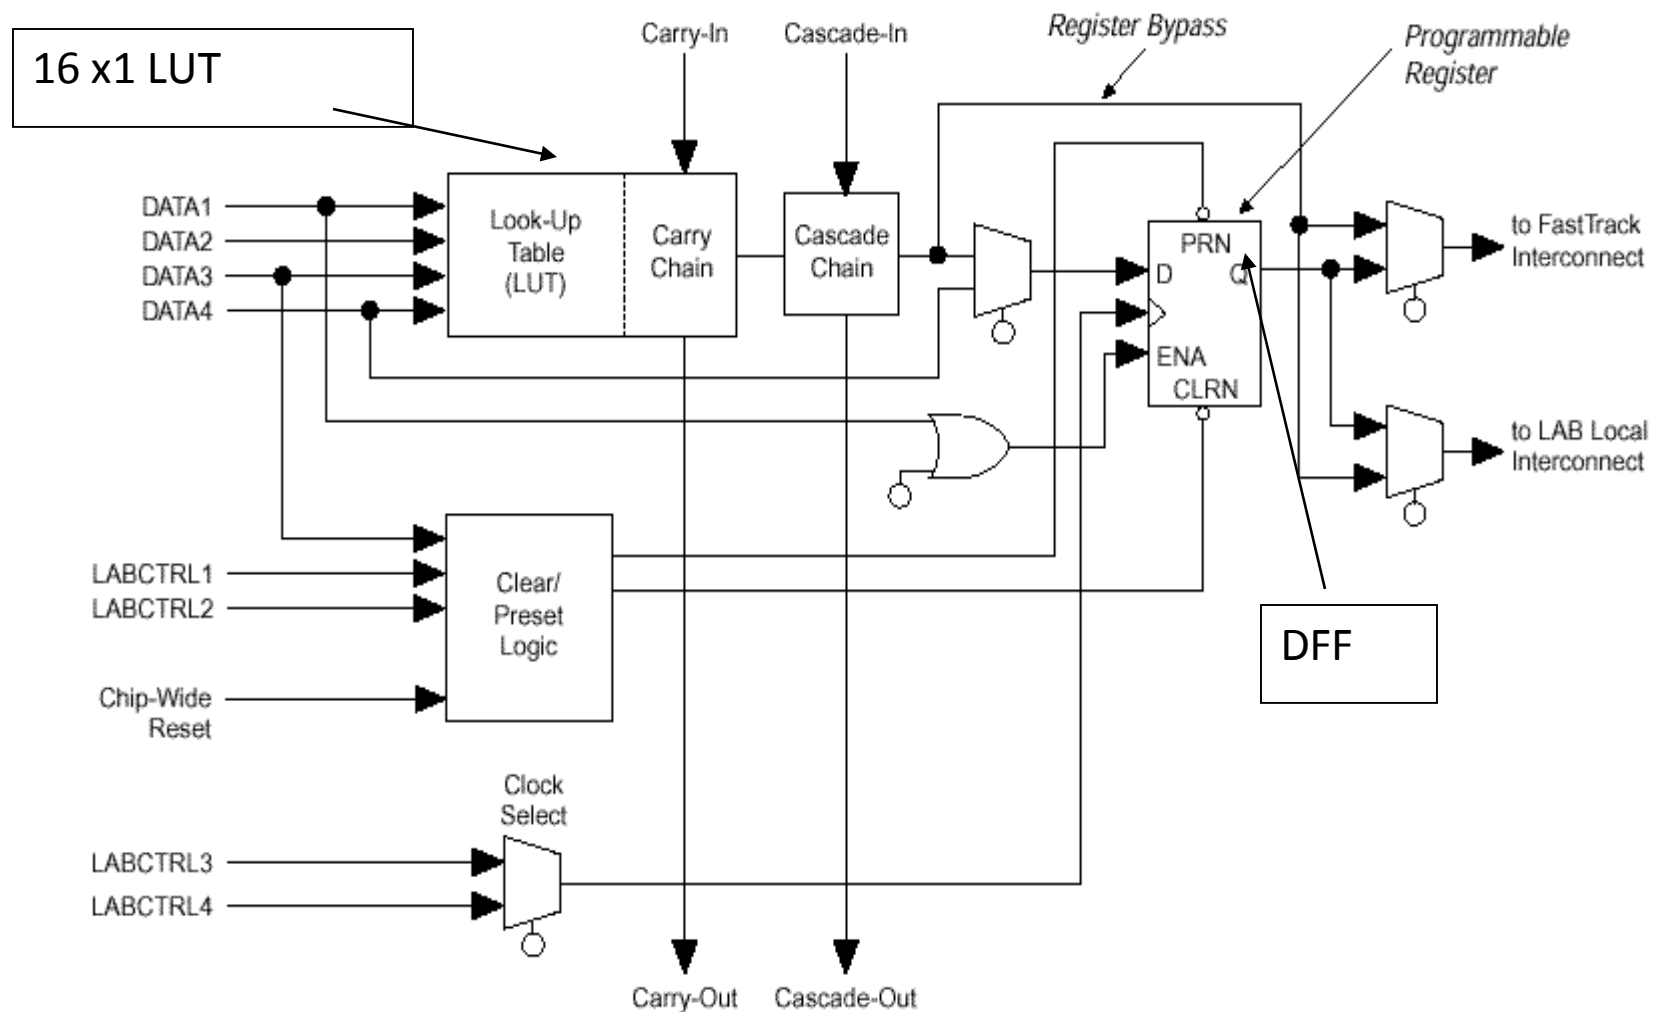 16 x1 LUT
Carry-In
Cascade-In
Register Bypass
Programmable
Register
DATA1
DATA2
DATA3
DATA4
Look-Up
Table
(LUT)
Carry
Chain
Cascade
Chain
PRN
D
Q
ENA
CLRN
to FastTrack
Interconnect
to LAB Local
Interconnect
LABCTRL1
LABCTRL2
Chip-Wide
Reset
Clear/
Preset
Logic
DFF
Clock
Select
LABCTRL3
LABCTRL4
Carry-Out
Cascade-Out